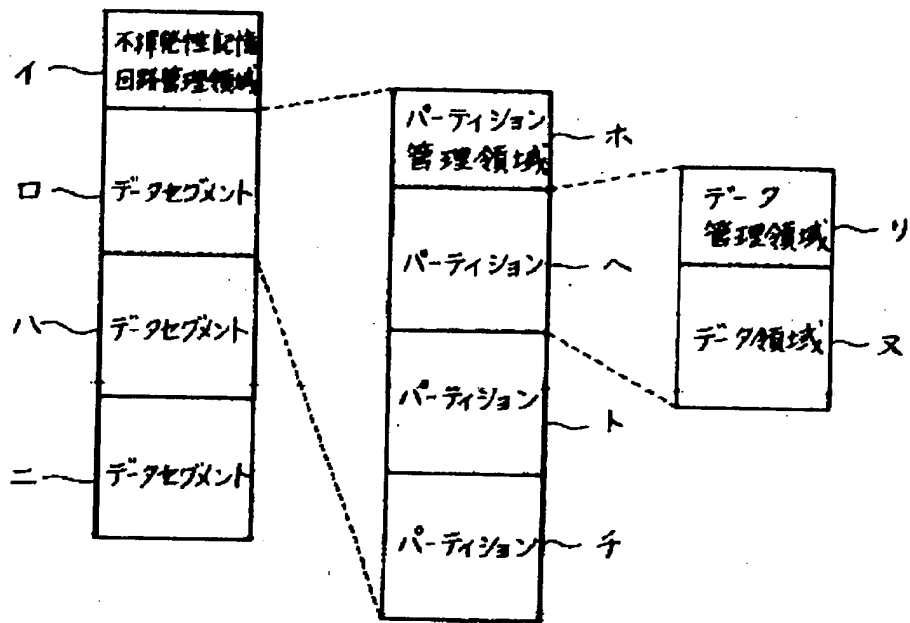 不揮発性記憶
回路管理領域
イ
ロ
データセグメント
ハ
データセグメント
ニ
データセグメント
パーティション
管理領域
ホ
パーティション
ヘ
パーティション
ト
パーティション
チ
データ
管理領域
リ
データ領域
ヌ